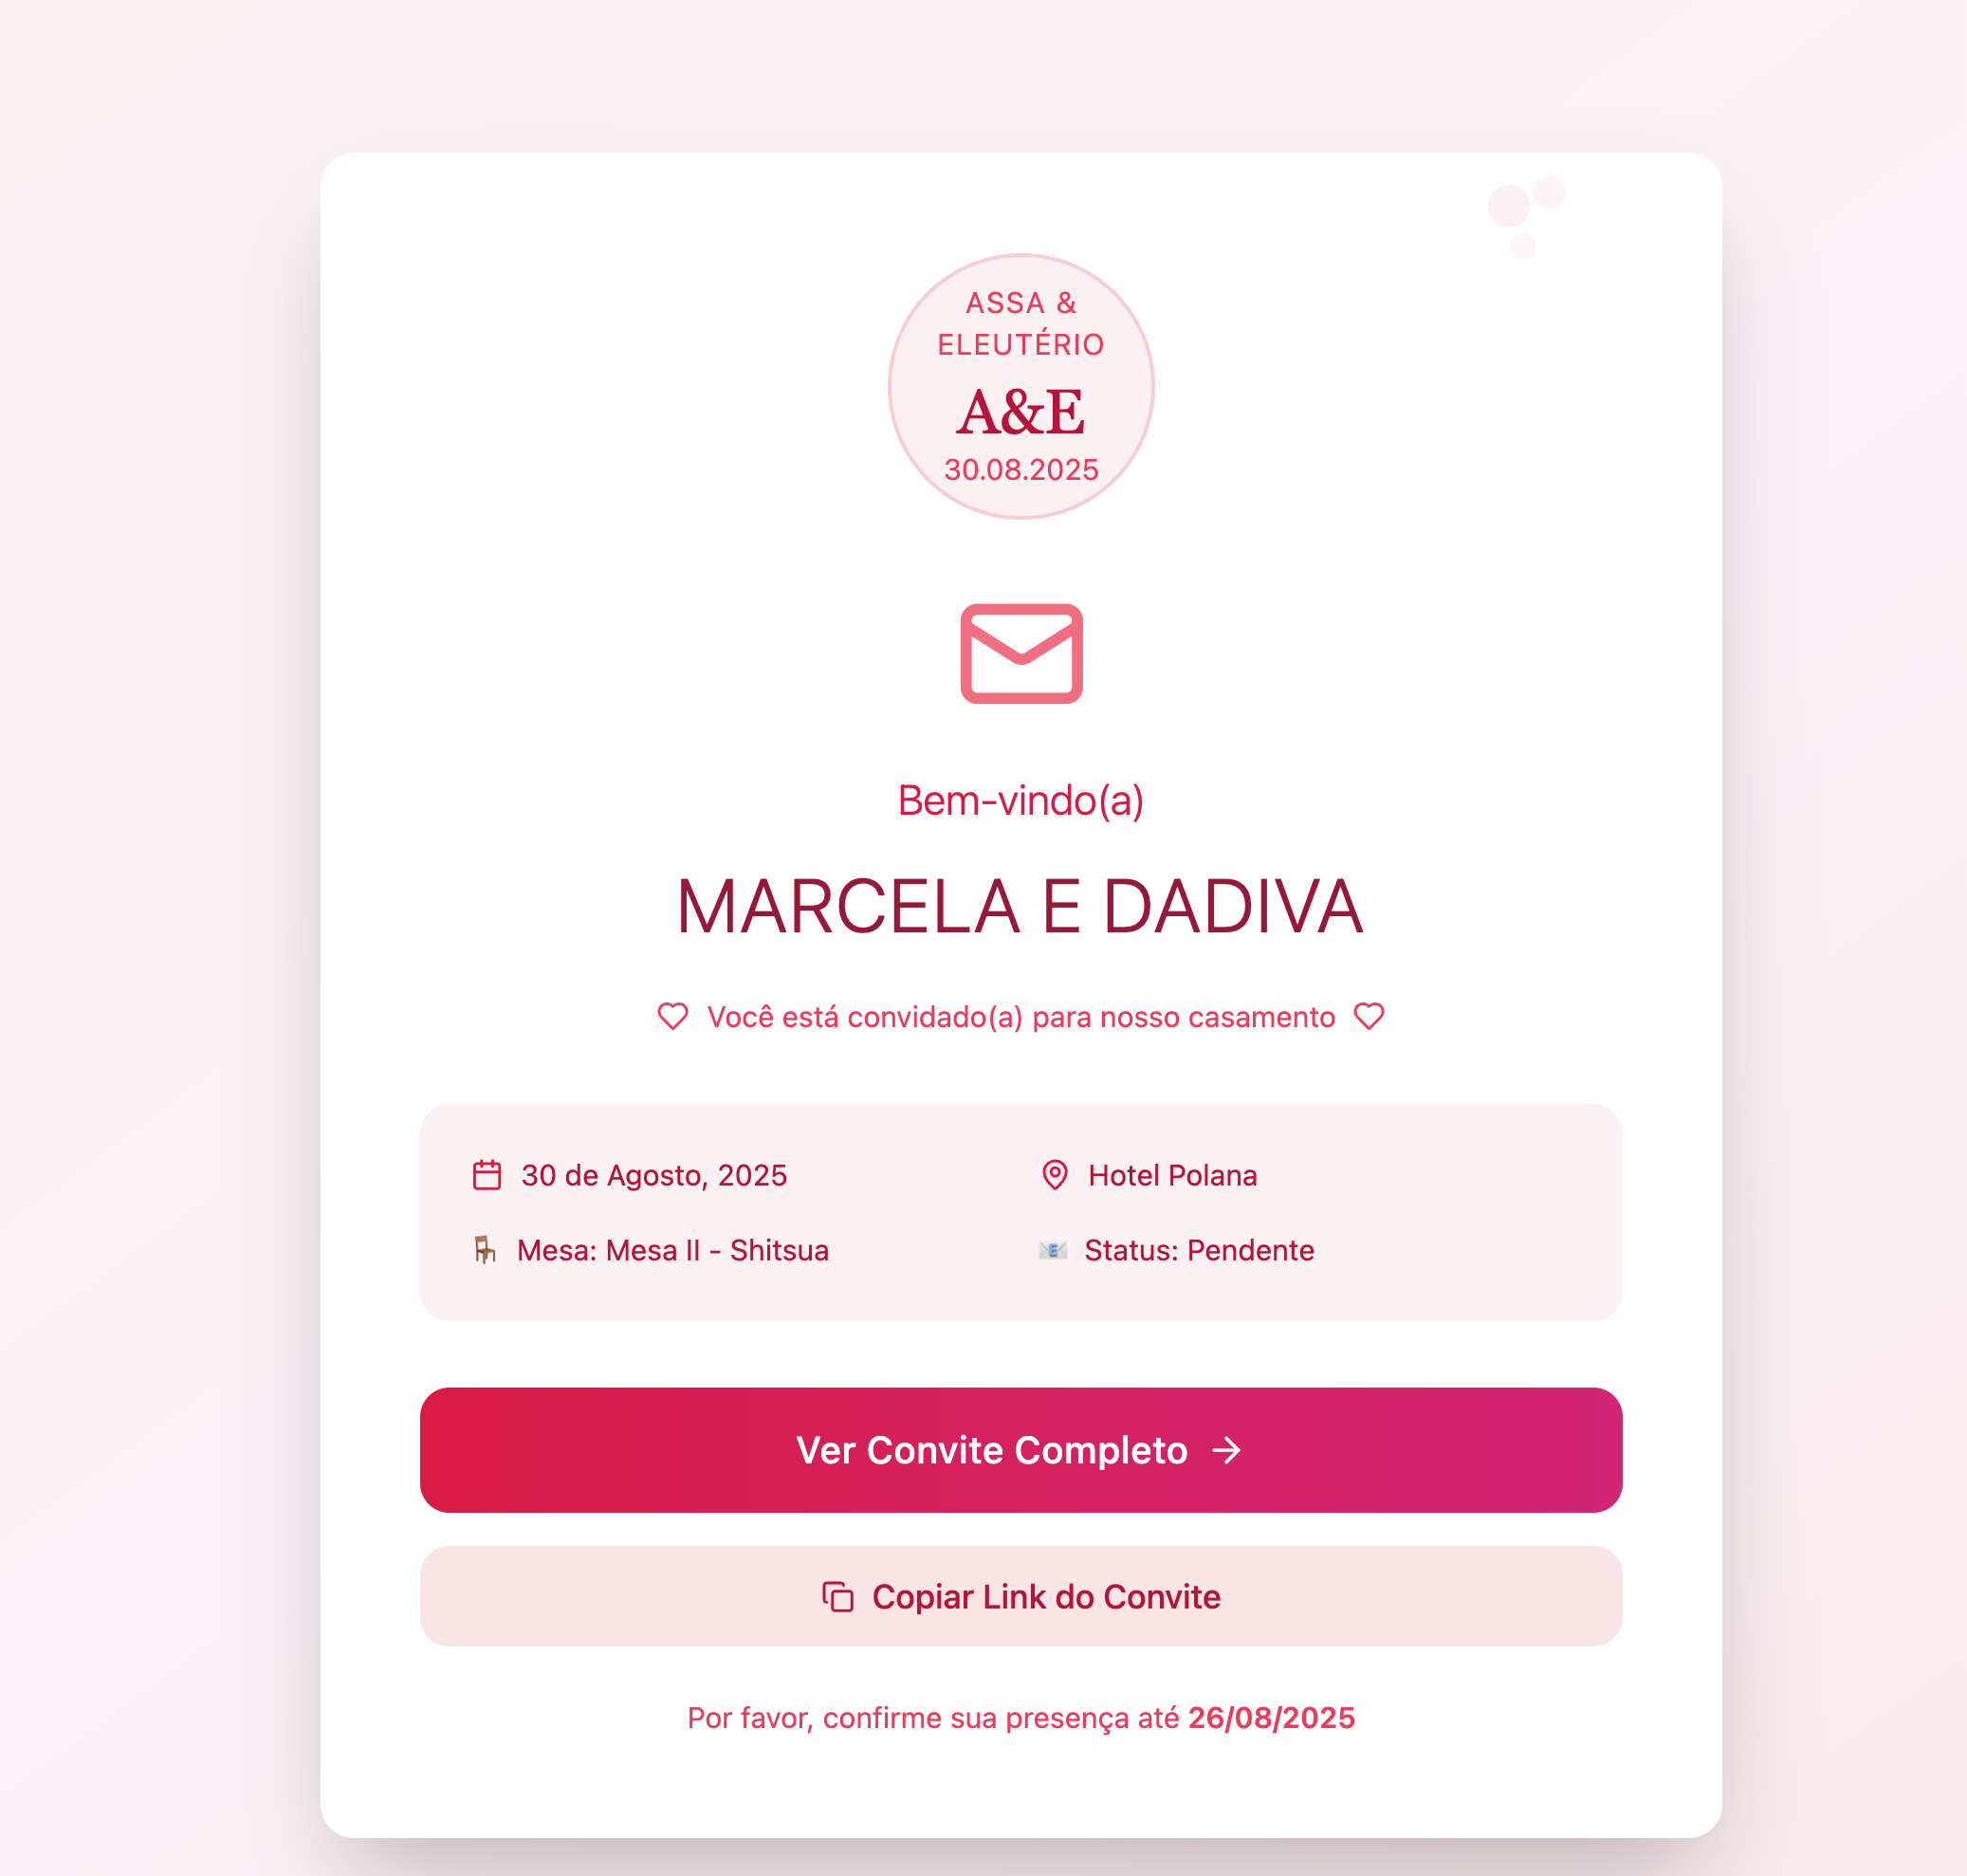 ASSA &
ELEUTÉRIO
A&E
30.08.2025
Bem-vindo(a)
MARCELA E DADIVA
Você está convidado(a) para nosso casamento
30 de Agosto, 2025
Hotel Polana
Mesa: Mesa II - Shitsua
Status: Pendente
Ver Convite Completo
Copiar Link do Convite
Por favor, confirme sua presença até 26/08/2025